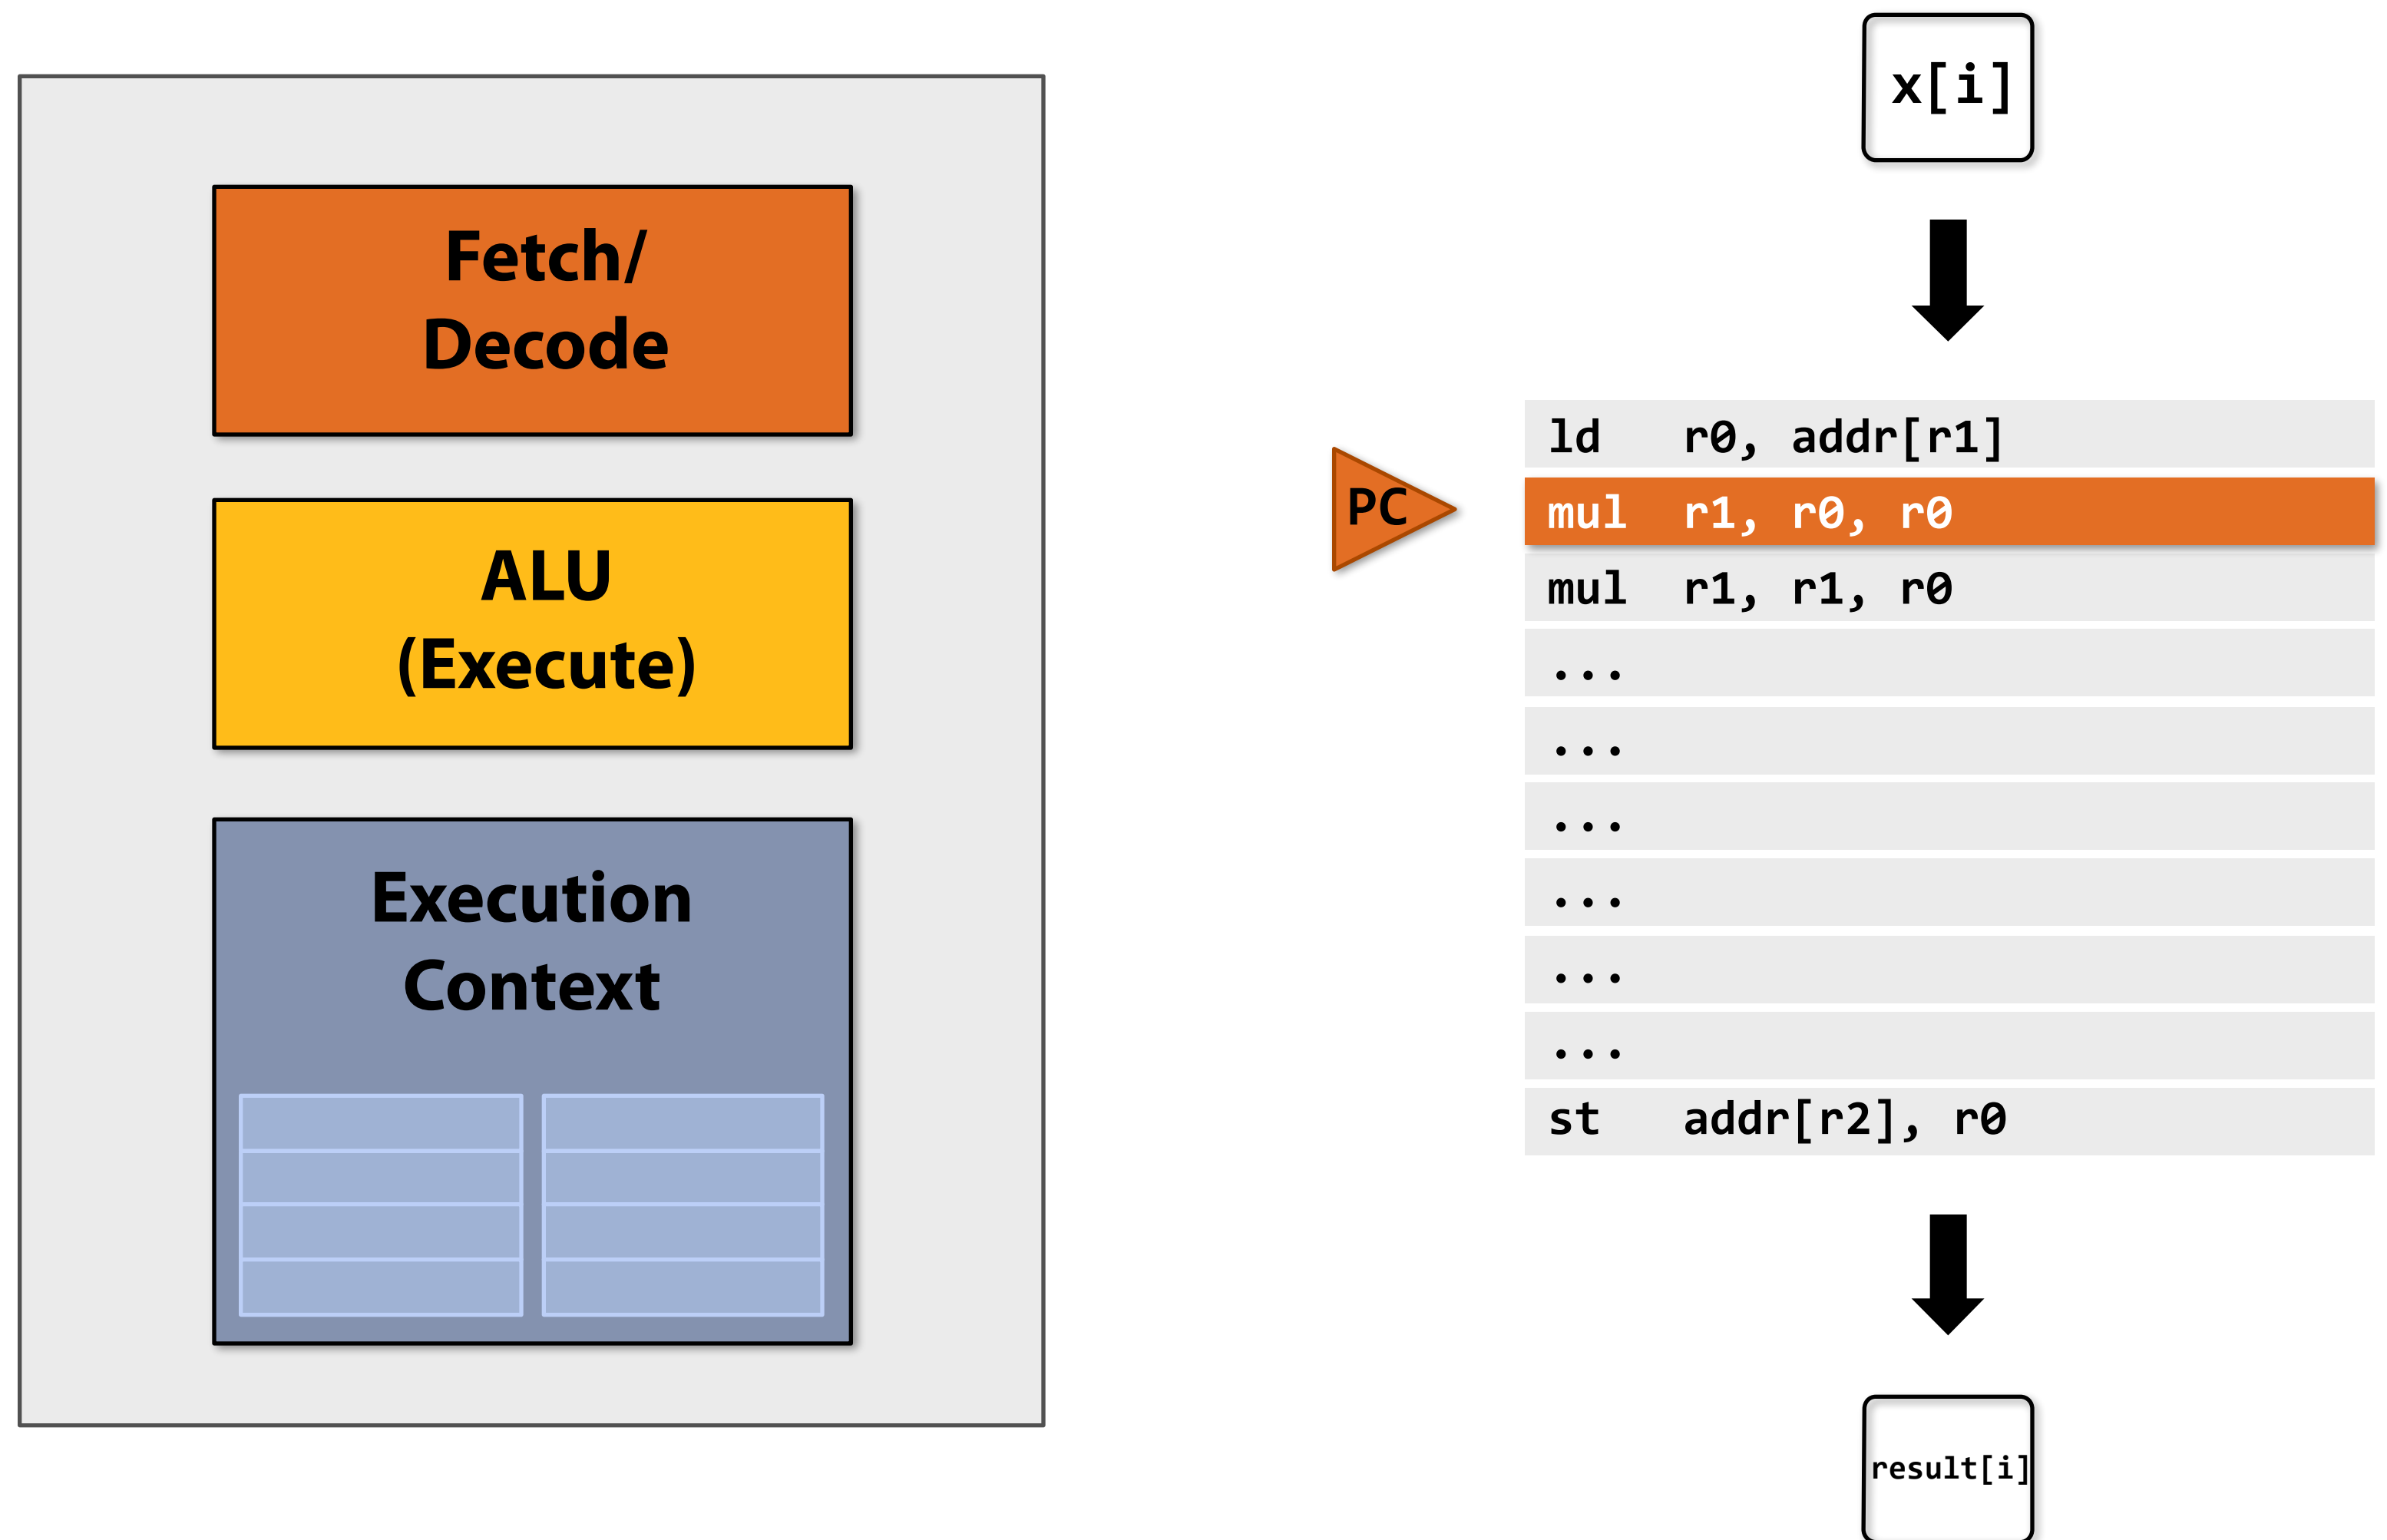 Fetch/
Decode
ALU
(Execute)
Execution
Context
x[i]
PC
ld r0, addr[r1]
mul r1, r0, r0
mul r1, r1, r0
...
...
...
...
...
...
st addr[r2], r0
result[i]